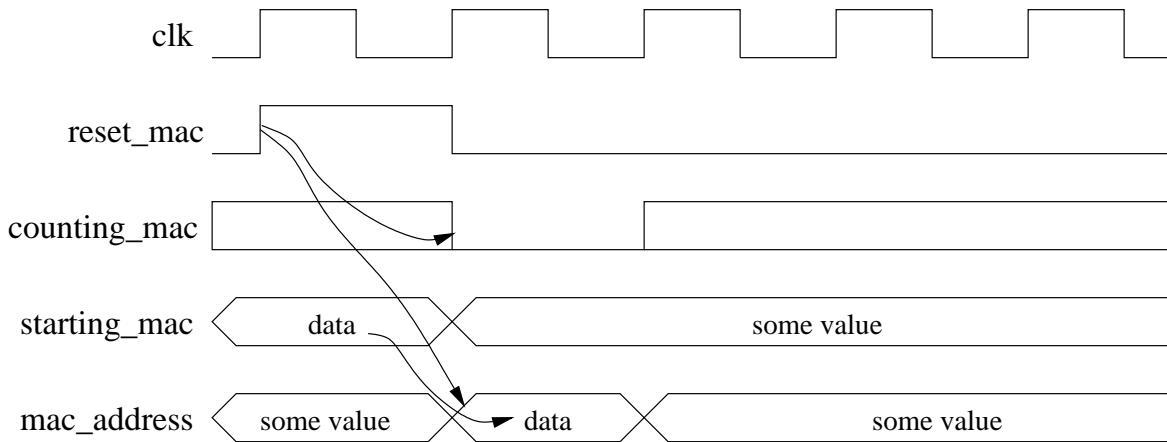 clk
reset_mac
counting_mac
starting_mac data some value
mac_address some value data some value